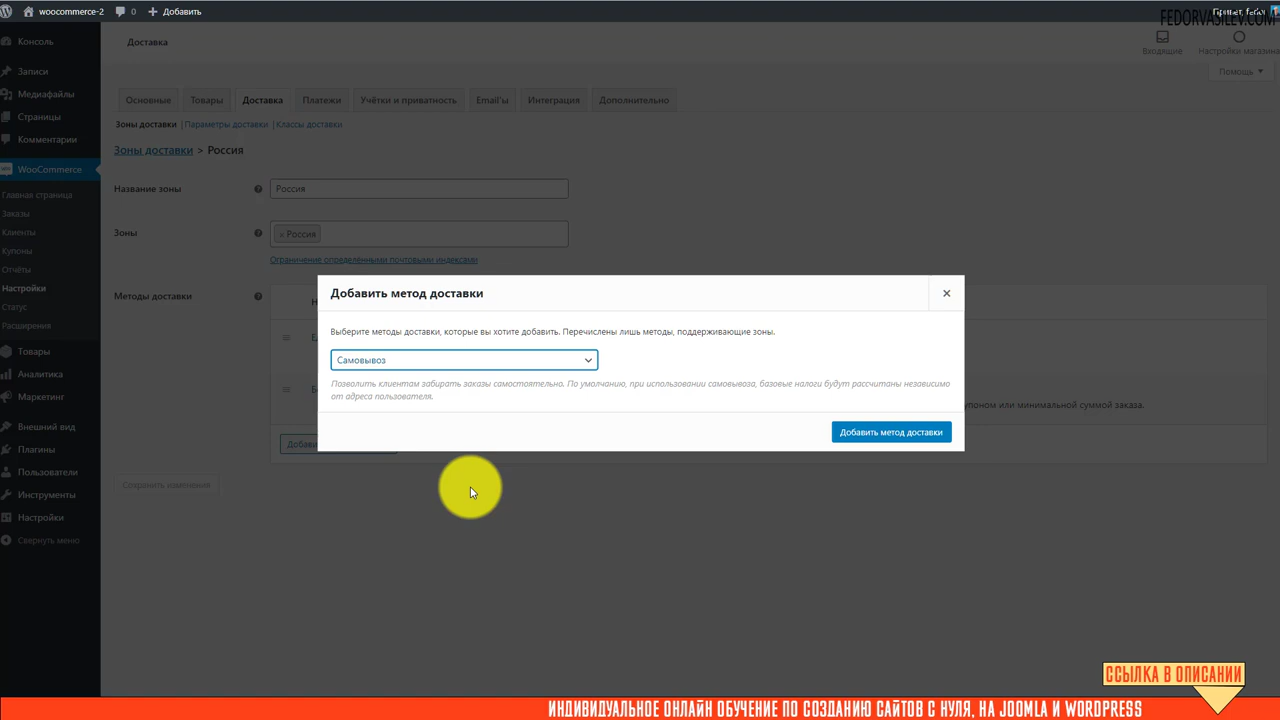 woocommerce-2 0 Добавить
Привет, fedor
FEDORVASILEV.COM
Консоль
Записи
Медиафайлы
Страницы
Комментарии
WooCommerce
Главная страница
Заказы
Клиенты
Купоны
Отчёты
Настройки
Статус
Расширения
Товары
Аналитика
Маркетинг
Внешний вид
Плагины
Пользователи
Инструменты
Настройки
Свернуть меню
Доставка
Входящие
Настройки магазина
Помощь
Основные Товары Доставка Платежи Учётки и приватность Email'ы Интеграция Дополнительно
Зоны доставки | Параметры доставки | Классы доставки
Зоны доставки > Россия
Название зоны
Россия
Зоны
× Россия
Ограничение определёнными почтовыми индексами
Методы доставки
Добавить метод доставки
Выберите методы доставки, которые вы хотите добавить. Перечислены лишь методы, поддерживающие зоны.
Самовывоз
Позволить клиентам забирать заказы самостоятельно. По умолчанию, при использовании самовывоза, базовые налоги будут рассчитаны независимо
от адреса пользователя.
Добавить метод доставки
купоном или минимальной суммой заказа.
Сохранить изменения
ССЫЛКА В ОПИСАНИИ
ИНДИВИДУАЛЬНОЕ ОНЛАЙН ОБУЧЕНИЕ ПО СОЗДАНИЮ САЙТОВ С НУЛЯ, НА JOOMLA И WORDPRESS